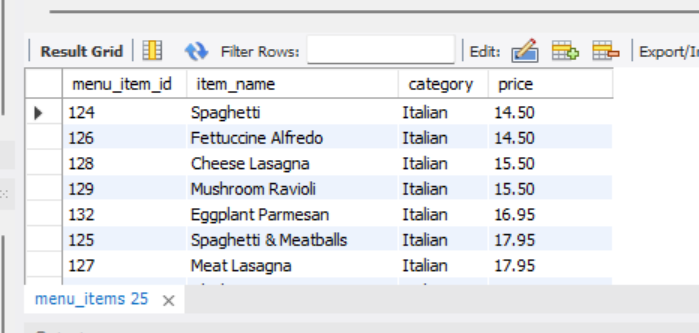 Result Grid Filter Rows: Edit: Export/I
menu_item_id item_name category price
124 Spaghetti Italian 14.50
126 Fettuccine Alfredo Italian 14.50
128 Cheese Lasagna Italian 15.50
129 Mushroom Ravioli Italian 15.50
132 Eggplant Parmesan Italian 16.95
125 Spaghetti & Meatballs Italian 17.95
127 Meat Lasagna Italian 17.95
menu_items 25